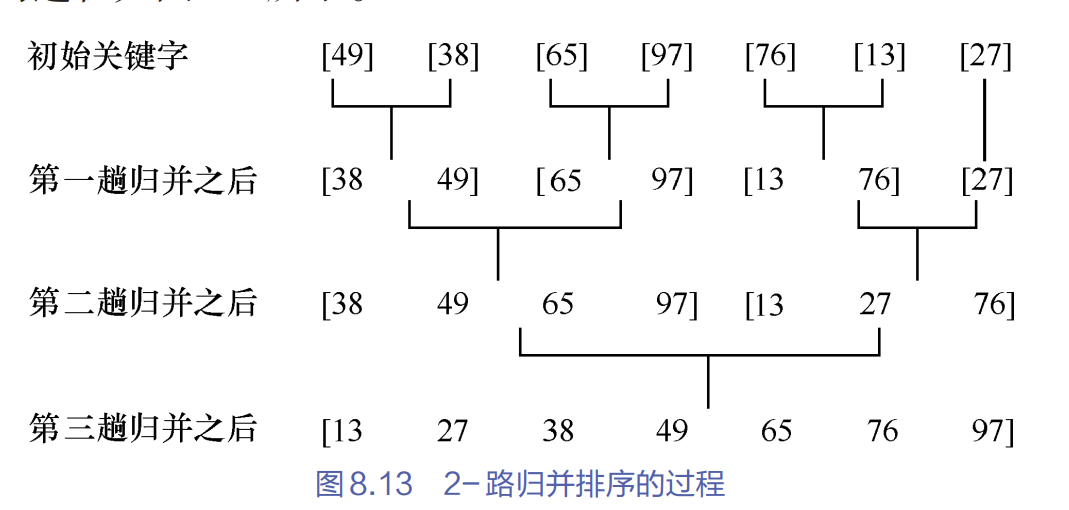 初始关键字 [49] [38] [65] [97] [76] [13] [27]
第一趟归并之后 [38 49] [65 97] [13 76] [27]
第二趟归并之后 [38 49 65 97] [13 27 76]
第三趟归并之后 [13 27 38 49 65 76 97]
图8.13 2-路归并排序的过程